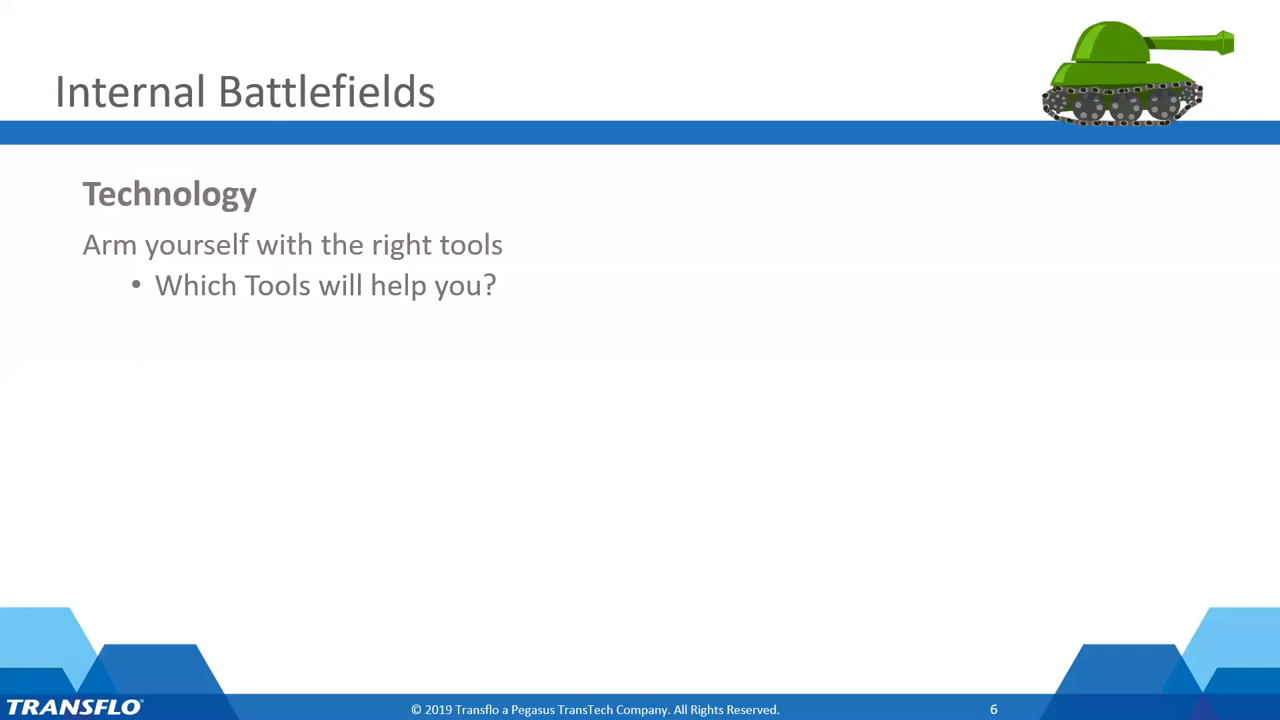 Internal Battlefields
Technology
Arm yourself with the right tools
• Which Tools will help you?
TRANSFLO®
© 2019 Transflo a Pegasus TransTech Company. All Rights Reserved.
6